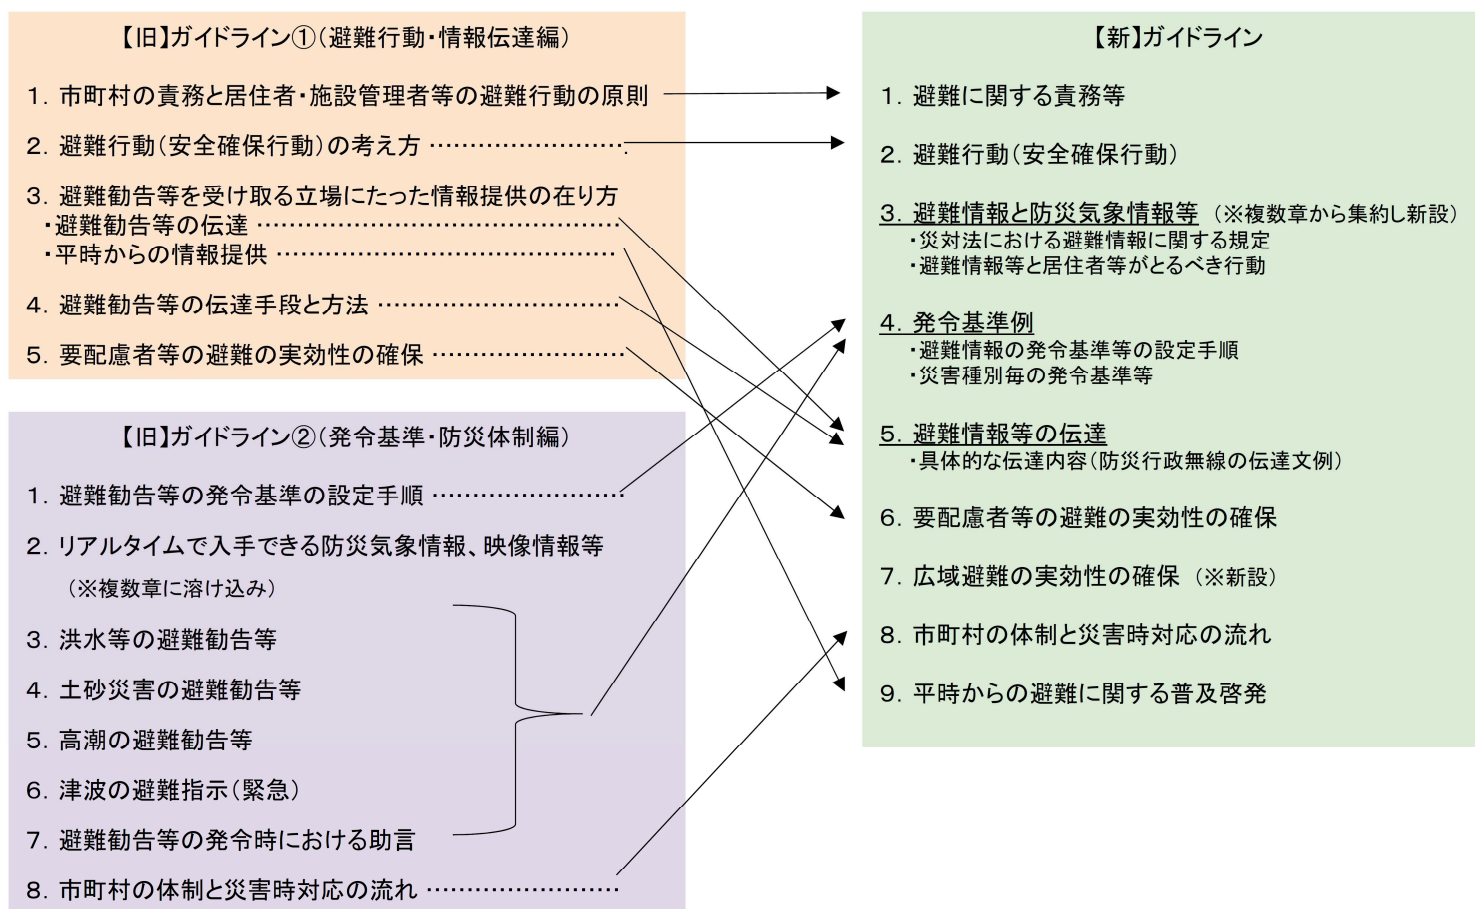 【旧】ガイドライン①(避難行動・情報伝達編)
1. 市町村の責務と居住者・施設管理者等の避難行動の原則
2. 避難行動(安全確保行動)の考え方 ‥‥‥‥‥‥‥‥
3. 避難勧告等を受け取る立場にたった情報提供の在り方
・避難勧告等の伝達 ‥‥‥‥‥‥‥‥‥‥‥‥‥‥‥
・平時からの情報提供 ‥‥‥‥‥‥‥‥‥‥‥‥‥‥
4. 避難勧告等の伝達手段と方法 ‥‥‥‥‥‥‥‥‥‥
5. 要配慮者等の避難の実効性の確保 ‥‥‥‥‥‥‥‥
【旧】ガイドライン②(発令基準・防災体制編)
1. 避難勧告等の発令基準の設定手順 ‥‥‥‥‥‥‥‥
2. リアルタイムで入手できる防災気象情報、映像情報等
(※複数章に溶け込み)
3. 洪水等の避難勧告等
4. 土砂災害の避難勧告等
5. 高潮の避難勧告等
6. 津波の避難指示(緊急)
7. 避難勧告等の発令時における助言
8. 市町村の体制と災害時対応の流れ ‥‥‥‥‥‥‥‥
【新】ガイドライン
1. 避難に関する責務等
2. 避難行動(安全確保行動)
3. 避難情報と防災気象情報等 (※複数章から集約し新設)
・災対法における避難情報に関する規定
・避難情報等と居住者等がとるべき行動
4. 発令基準例
・避難情報の発令基準等の設定手順
・災害種別毎の発令基準等
5. 避難情報等の伝達
・具体的な伝達内容(防災行政無線の伝達文例)
6. 要配慮者等の避難の実効性の確保
7. 広域避難の実効性の確保 (※新設)
8. 市町村の体制と災害時対応の流れ
9. 平時からの避難に関する普及啓発